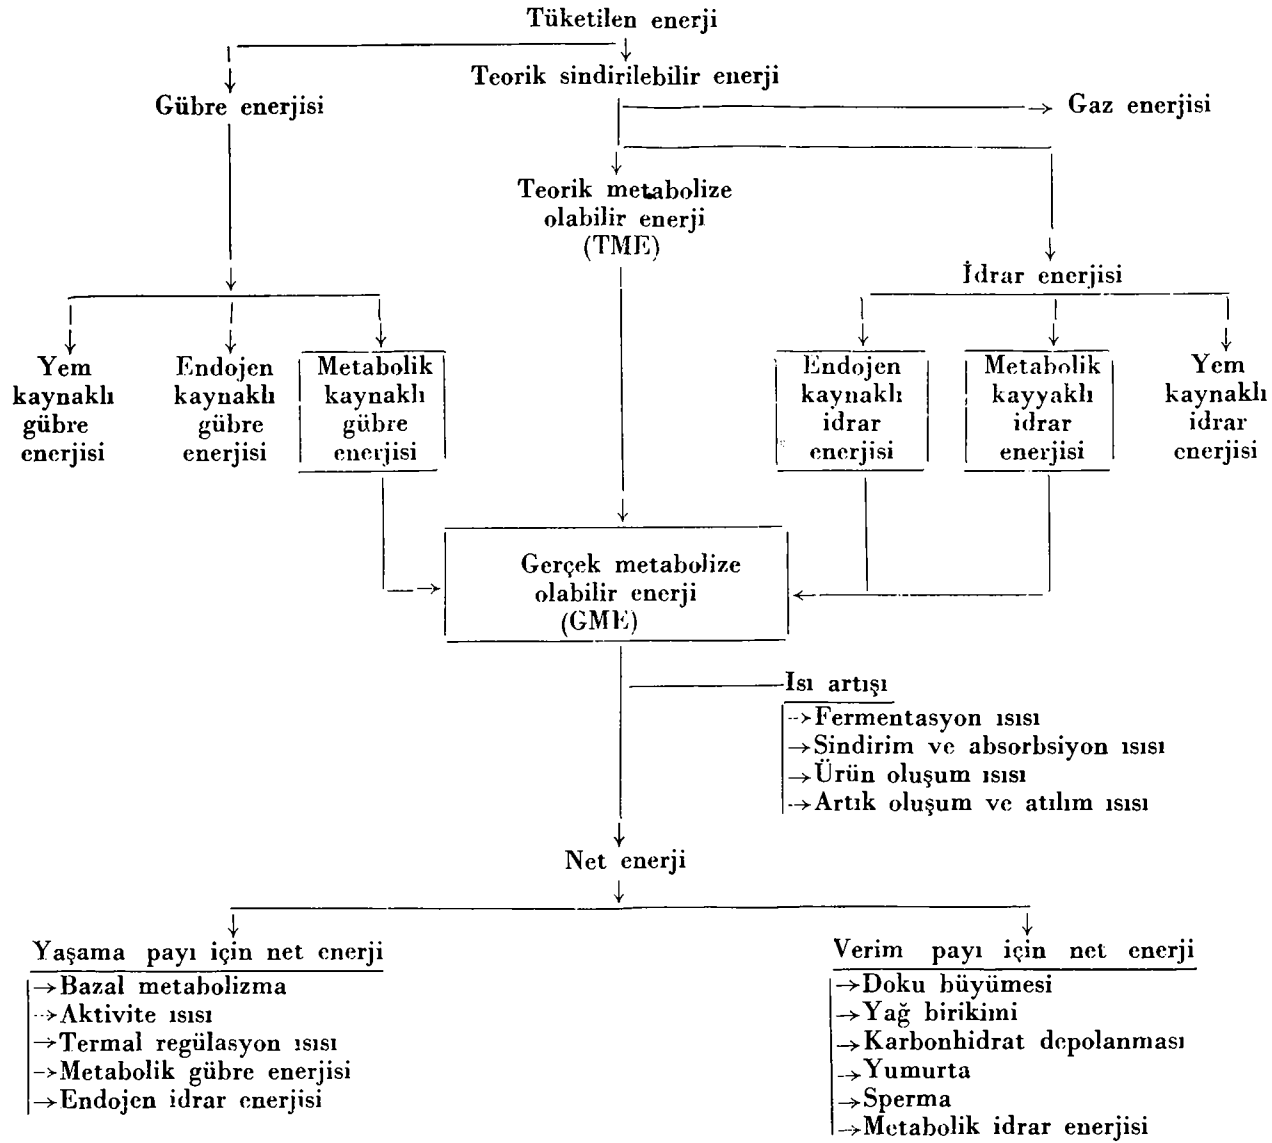 Tüketilen enerji
Teorik sindirilebilir enerji
Gübre enerjisi
Gaz enerjisi
Teorik metabolize
olabilir enerji
(TME)
İdrar enerjisi
Yem
kaynaklı
gübre
enerjisi
Endojen
kaynaklı
gübre
enerjisi
Metabolik
kaynaklı
gübre
enerjisi
Endojen
kaynaklı
idrar
enerjisi
Metabolik
kayyaklı
idrar
enerjisi
Yem
kaynaklı
idrar
enerjisi
Gerçek metabolize
olabilir enerji
(GME)
Isı artışı
Fermentasyon ısısı
Sindirim ve absorbsiyon ısısı
Ürün oluşum ısısı
Artık oluşum ve atılım ısısı
Net enerji
Yaşama payı için net enerji
Bazal metabolizma
Aktivite ısısı
Termal regülasyon ısısı
Metabolik gübre enerjisi
Endojen idrar enerjisi
Verim payı için net enerji
Doku büyümesi
Yağ birikimi
Karbonhidrat depolanması
Yumurta
Sperma
Metabolik idrar enerjisi